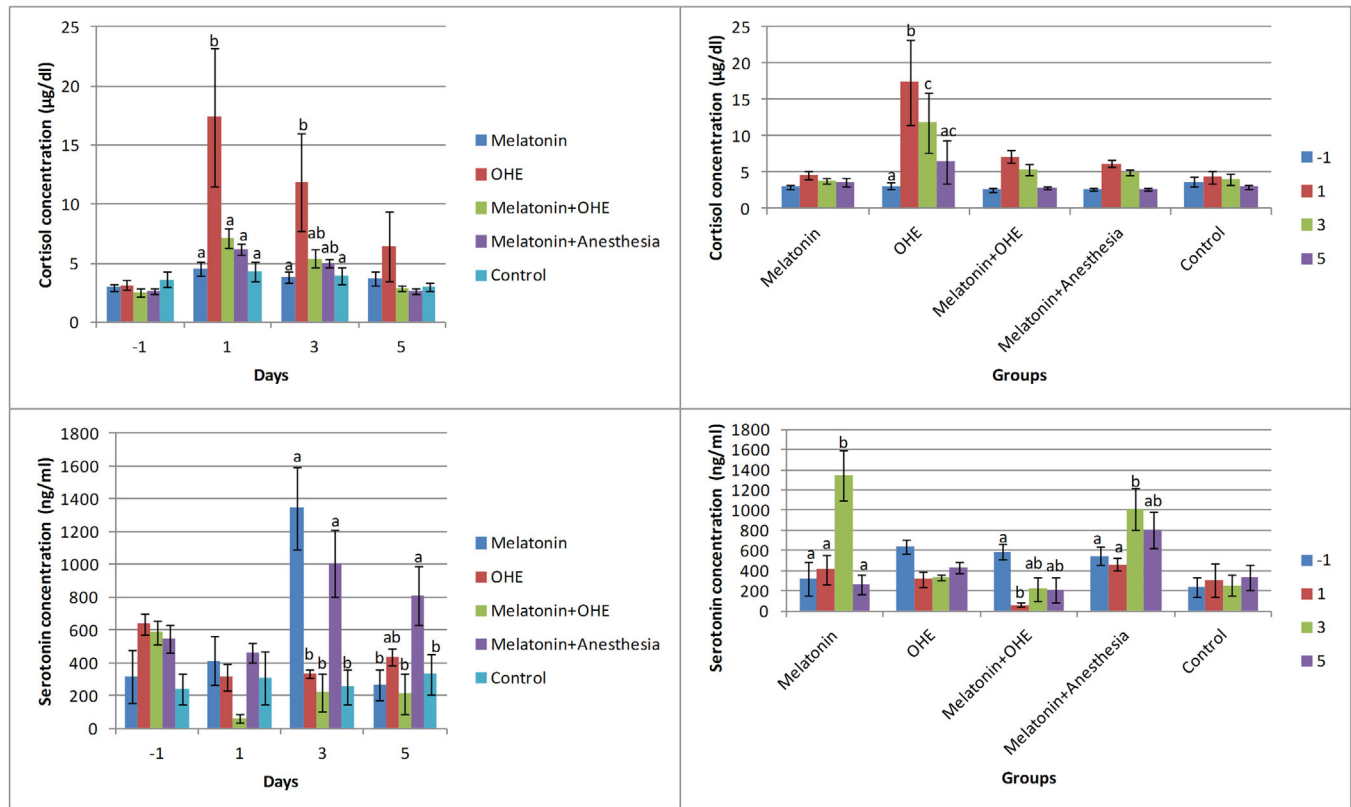 Cortisol concentration (µg/dl)
25
20
15
10
5
0
b
b
a
a
a
a
a
ab
ab
a
-1
1
3
5
Days
Melatonin
OHE
Melatonin+OHE
Melatonin+Anesthesia
Control
Cortisol concentration (µg/dl)
25
20
15
10
5
0
a
b
c
ac
Melatonin
OHE
Melatonin+OHE
Melatonin+Anesthesia
Control
Groups
-1
1
3
5
Serotonin concentration (ng/ml)
1800
1600
1400
1200
1000
800
600
400
200
0
a
b
b
a
b
b
ab
b
a
b
-1
1
3
5
Days
Melatonin
OHE
Melatonin+OHE
Melatonin+Anesthesia
Control
Serotonin concentration (ng/ml)
1800
1600
1400
1200
1000
800
600
400
200
0
a
a
b
a
a
b
ab
ab
a
a
b
ab
Melatonin
OHE
Melatonin+OHE
Melatonin+Anesthesia
Control
Groups
-1
1
3
5